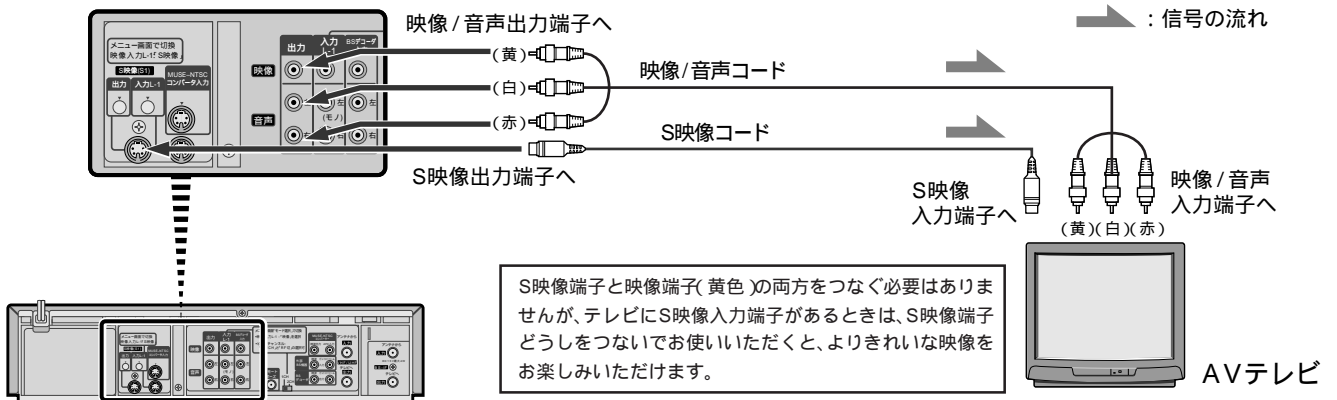 映像/音声出力端子へ
：信号の流れ
メニュー画面で切換
映像入力L-1「S映像」
S映像(S1)
出力 入力L-1
MUSE-NTSC
コンバータ入力
出力
入力
L-1
BSデコーダ
映像
音声
左
(モノ)
左
右
右
右
(黄)
(白)
(赤)
映像/音声コード
S映像コード
S映像出力端子へ
S映像
入力端子へ
映像/音声
入力端子へ
(黄)(白)(赤)
S映像端子と映像端子(黄色)の両方をつなぐ必要はありま
せんが、テレビにS映像入力端子があるときは、S映像端子
どうしをつないでお使いいただくと、よりきれいな映像を
お楽しみいただけます。
AVテレビ